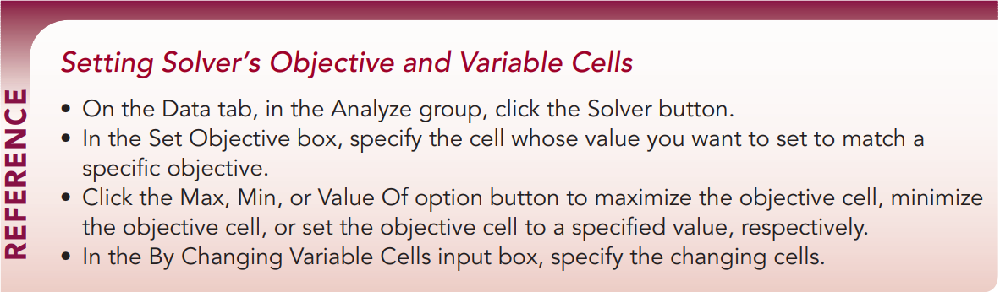 REFERENCE
Setting Solver’s Objective and Variable Cells
• On the Data tab, in the Analyze group, click the Solver button.
• In the Set Objective box, specify the cell whose value you want to set to match a
specific objective.
• Click the Max, Min, or Value Of option button to maximize the objective cell, minimize
the objective cell, or set the objective cell to a specified value, respectively.
• In the By Changing Variable Cells input box, specify the changing cells.